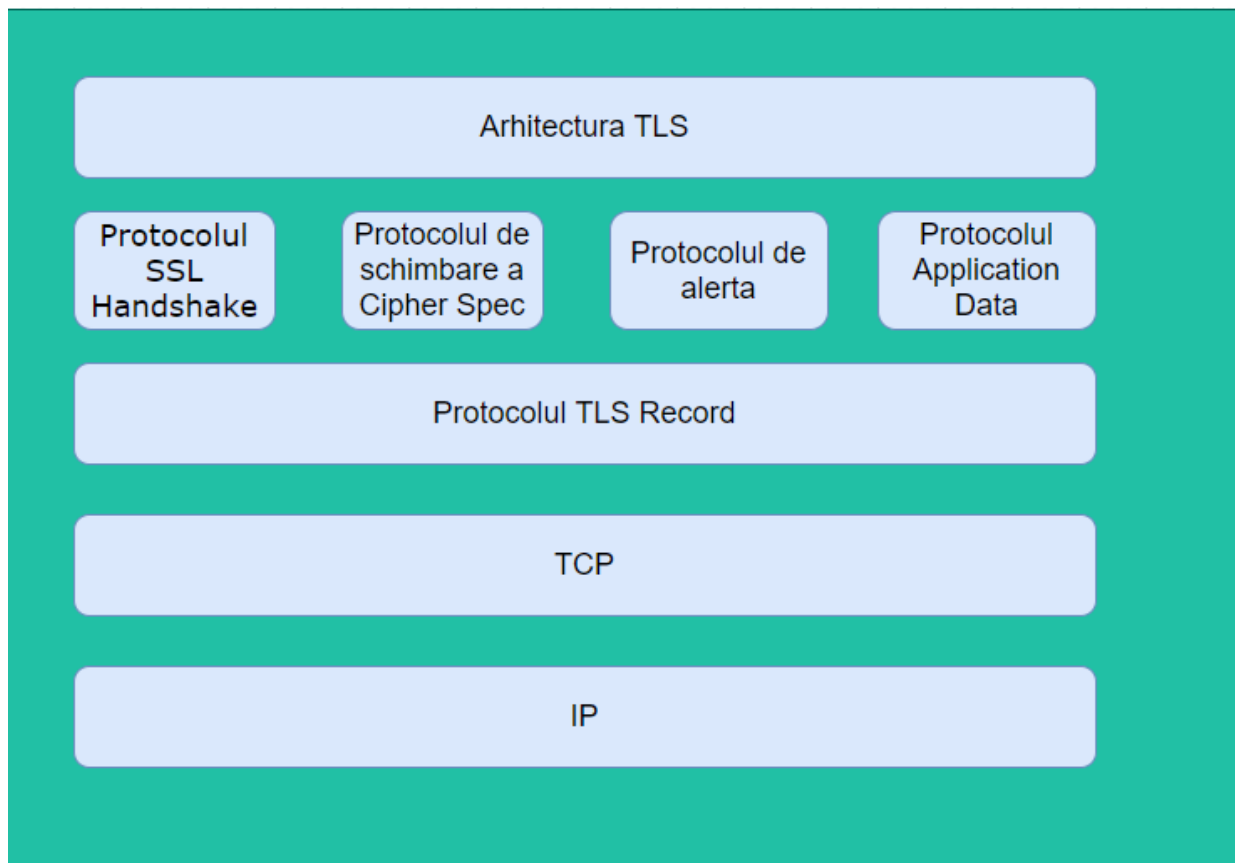 Arhitectura TLS
Protocolul
SSL
Handshake
Protocolul de
schimbare a
Cipher Spec
Protocolul de
alerta
Protocolul
Application
Data
Protocolul TLS Record
TCP
IP